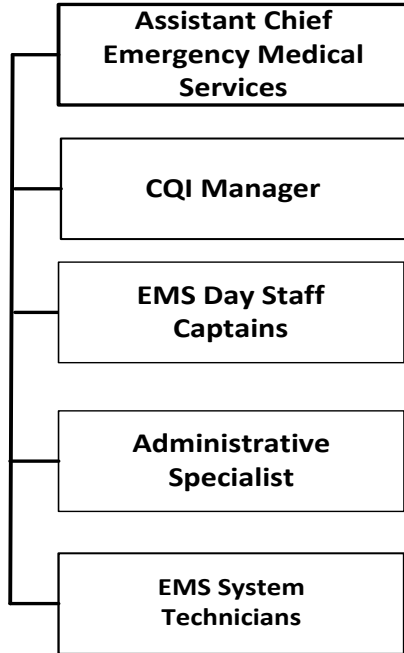 Assistant Chief
Emergency Medical
Services
CQI Manager
EMS Day Staff
Captains
Administrative
Specialist
EMS System
Technicians